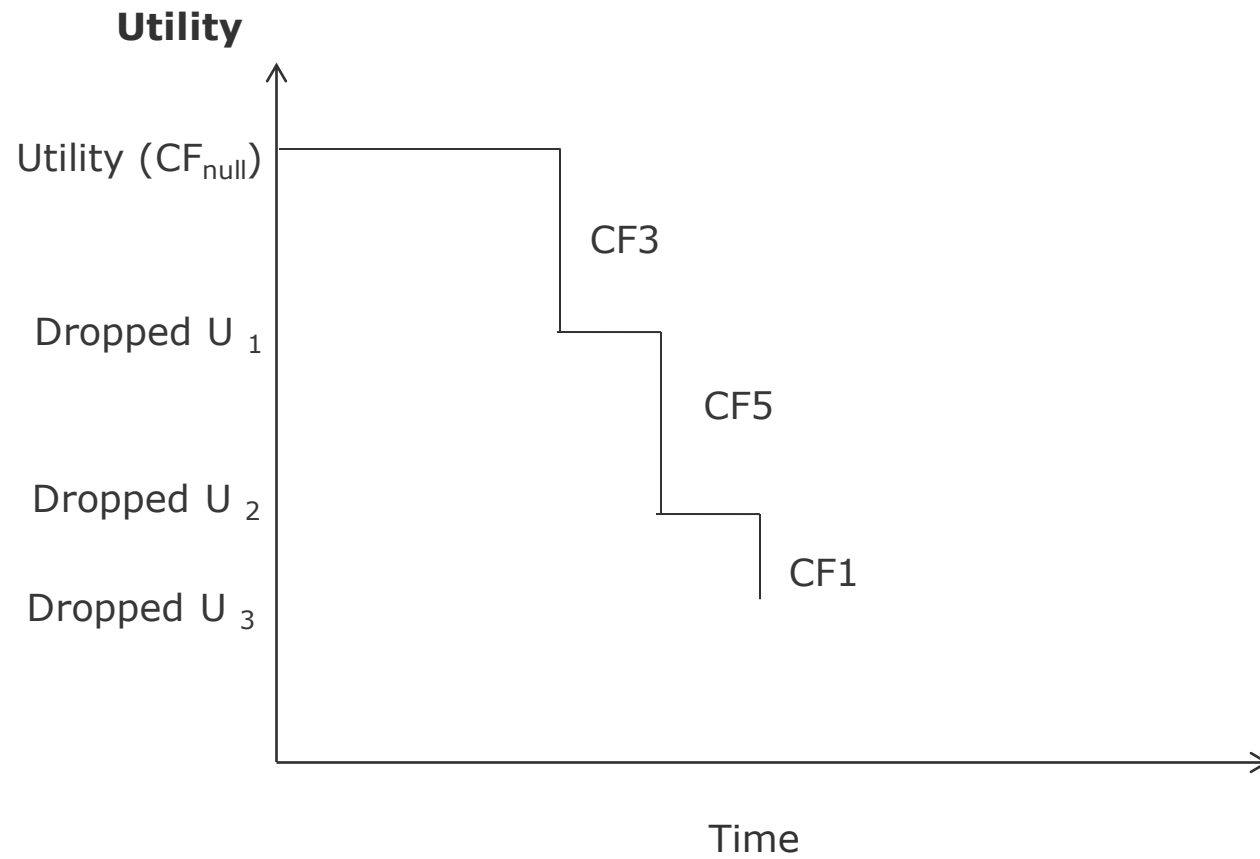 Utility
Utility (CFnull)
CF3
Dropped U 1
CF5
Dropped U 2
CF1
Dropped U 3
Time